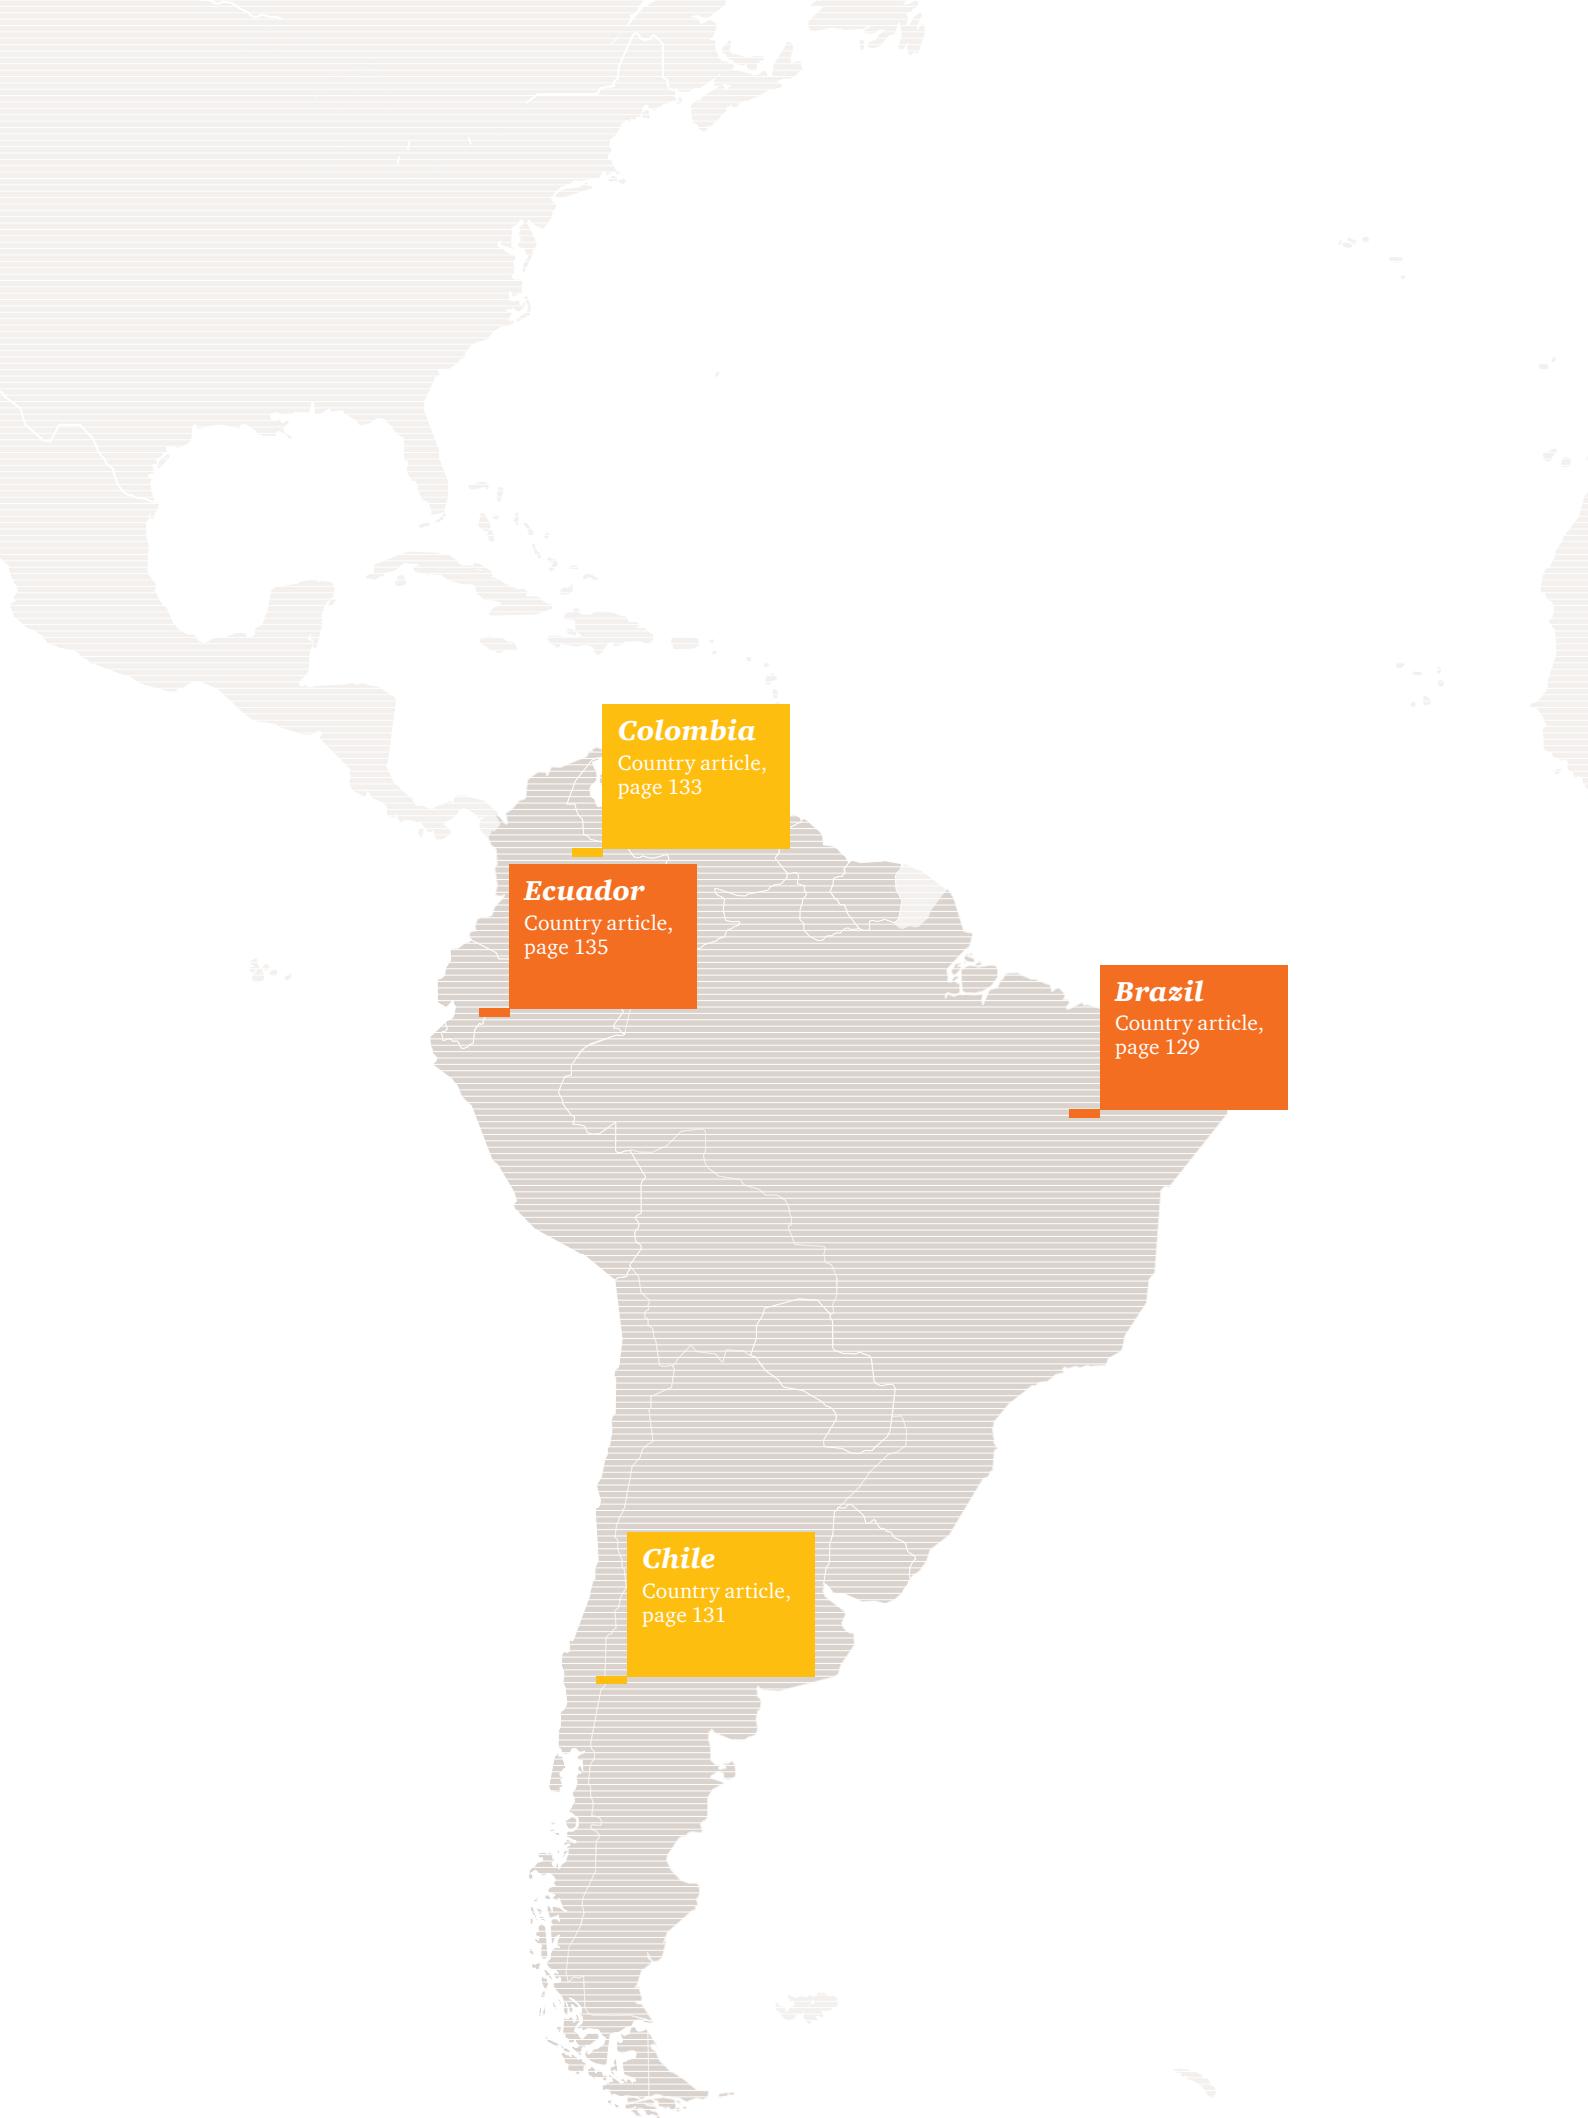 Colombia
Country article,
page 133
Ecuador
Country article,
page 135
Brazil
Country article,
page 129
Chile
Country article,
page 131